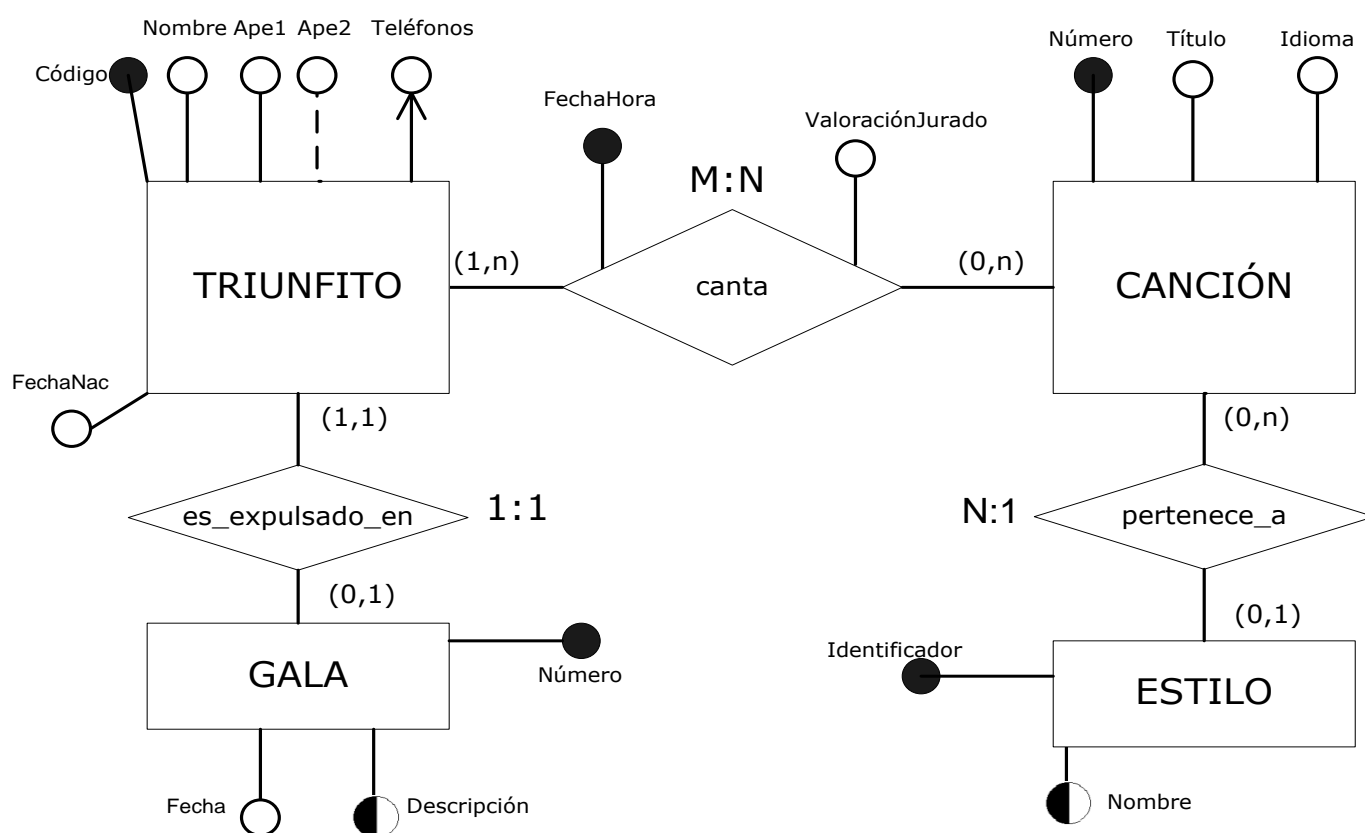 Nombre Ape1 Ape2 Teléfonos
Código
Número Título Idioma
FechaHora
ValoraciónJurado
M:N
TRIUNFITO
(1,n)
canta
(0,n)
CANCIÓN
FechaNac
(1,1)
(0,n)
es_expulsado_en
1:1
N:1
pertenece_a
(0,1)
(0,1)
GALA
Número
Identificador
ESTILO
Fecha
Descripción
Nombre